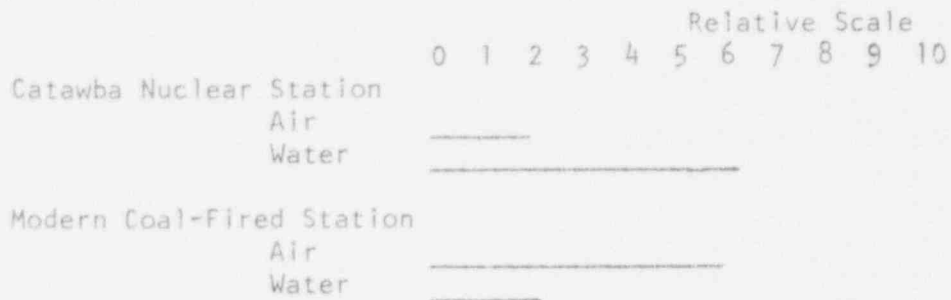 Relative Scale
0 1 2 3 4 5 6 7 8 9 10
Catawba Nuclear Station
Air
Water
Modern Coal-Fired Station
Air
Water